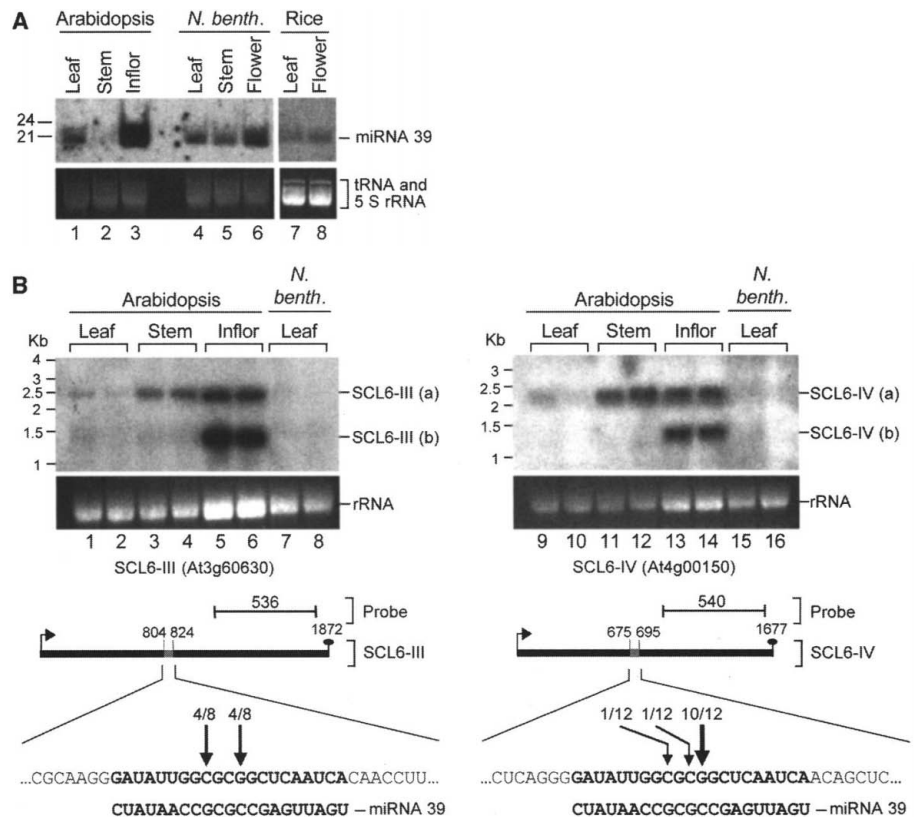 A
Arabidopsis N. benth. Rice
Leaf Stem Inflor Leaf Stem Flower Leaf Flower
24
21
miRNA 39
tRNA and
5 S rRNA
1 2 3 4 5 6 7 8
B
Arabidopsis N. benth.
Leaf Stem Inflor Leaf
Kb
4
3
2.5
2
1.5
1
SCL6-III (a)
SCL6-III (b)
rRNA
1 2 3 4 5 6 7 8
SCL6-III (At3g60630)
536
Probe
804 824 1872
SCL6-III
4/8 4/8
...CGCAAGGGAUAUUGGCGCGGCUCAAUCACAACCUU...
CUAUAACCGCGCCGAGUUAGU miRNA 39
Arabidopsis N. benth.
Leaf Stem Inflor Leaf
Kb
3
2.5
2
1.5
1
SCL6-IV (a)
SCL6-IV (b)
rRNA
9 10 11 12 13 14 15 16
SCL6-IV (At4g00150)
540
Probe
675 695 1677
SCL6-IV
1/12 1/12 10/12
...CUCAGGGGAUAUUGGCGCGGCUCAAUCAACAGCUC...
CUAUAACCGCGCCGAGUUAGU miRNA 39